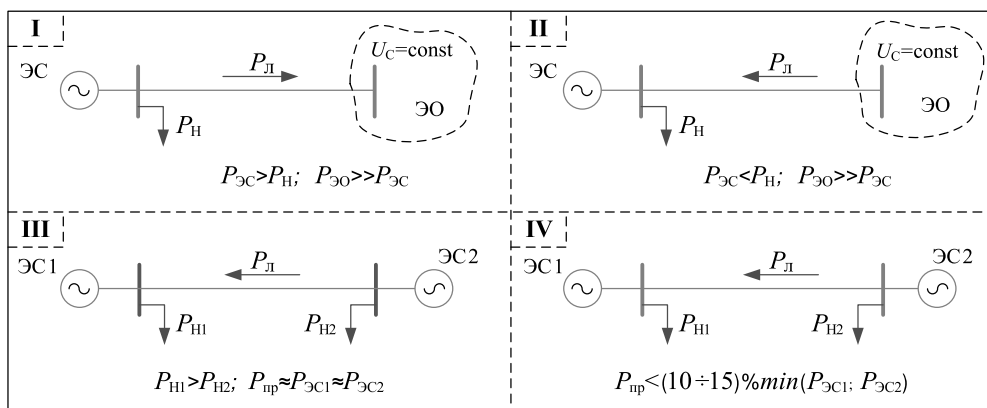 I
ЭС
P_Л
U_C=const
ЭО
P_Н
P_ЭС>P_Н; P_ЭО>>P_ЭС
II
ЭС
P_Л
U_C=const
ЭО
P_Н
P_ЭС<P_Н; P_ЭО>>P_ЭС
III
ЭС1
P_Л
ЭС2
P_Н1
P_Н2
P_Н1>P_Н2; P_пр≈P_ЭС1≈P_ЭС2
IV
ЭС1
P_Л
ЭС2
P_Н1
P_Н2
P_пр<(10÷15)%min(P_ЭС1; P_ЭС2)